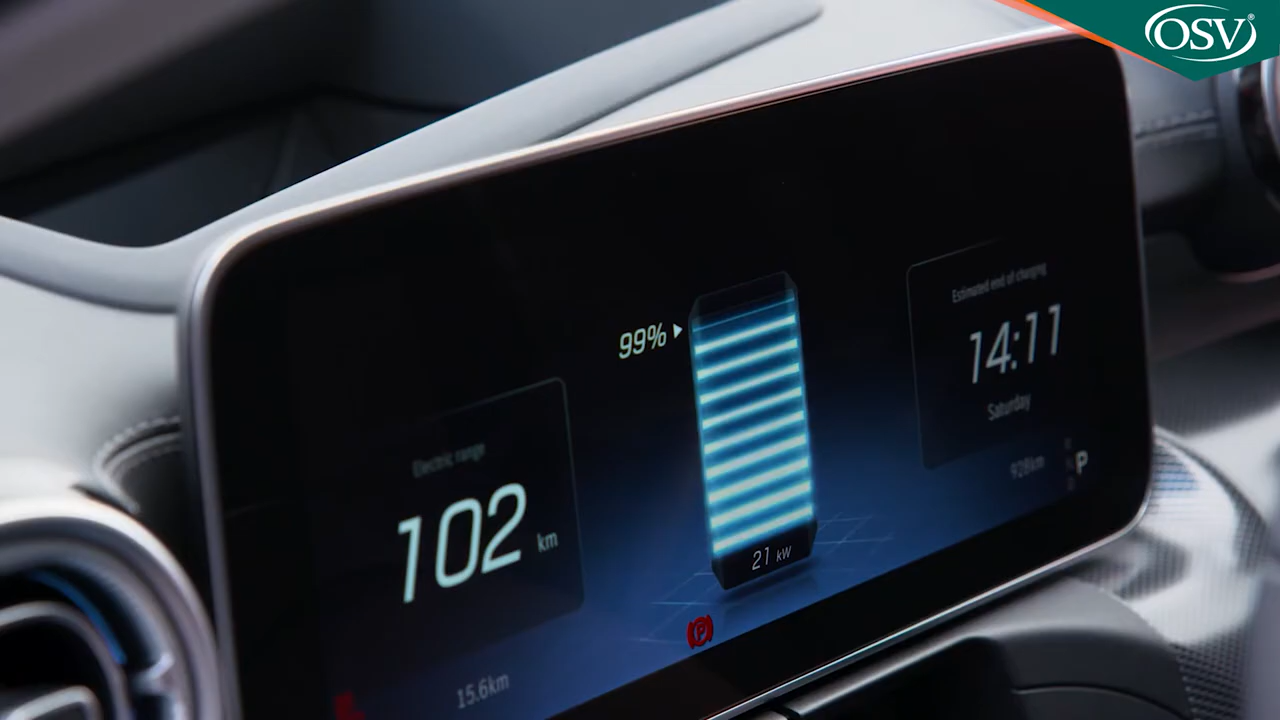 OSV®
Estimated end of charging
14:11
Saturday
99%
Electric range
102 km
21 kW
928km
P
P
15.6km